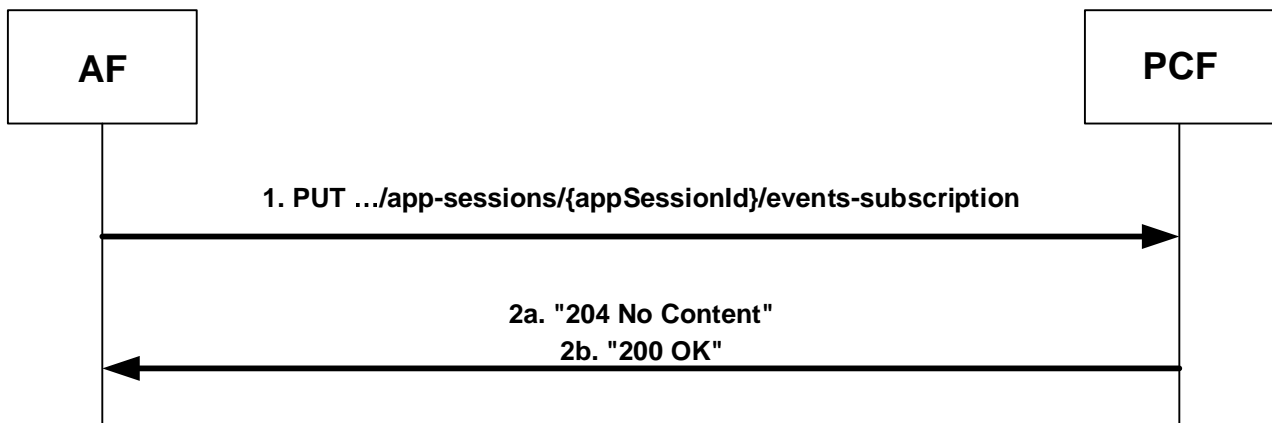 AF
PCF
1. PUT …/app-sessions/{appSessionId}/events-subscription
2a. "204 No Content"
2b. "200 OK"